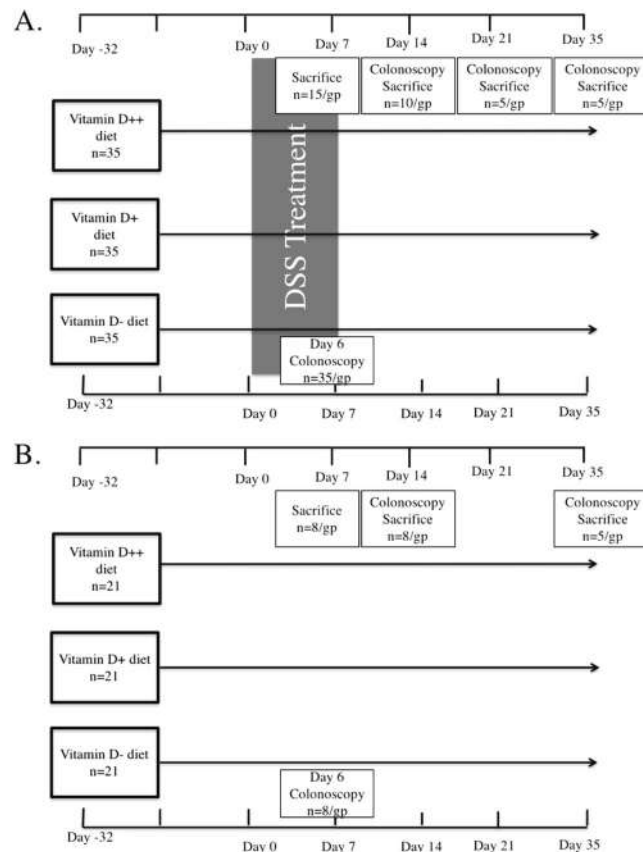 A.
Day -32
Day 0
Day 7
Day 14
Day 21
Day 35
Sacrifice
n=15/gp
Colonoscopy
Sacrifice
n=10/gp
Colonoscopy
Sacrifice
n=5/gp
Colonoscopy
Sacrifice
n=5/gp
Vitamin D++
diet
n=35
DSS Treatment
Vitamin D+
diet
n=35
Vitamin D- diet
n=35
Day 6
Colonoscopy
n=35/gp
Day -32
Day 0
Day 7
Day 14
Day 21
Day 35
B.
Day -32
Day 0
Day 7
Day 14
Day 21
Day 35
Sacrifice
n=8/gp
Colonoscopy
Sacrifice
n=8/gp
Colonoscopy
Sacrifice
n=5/gp
Vitamin D++
diet
n=21
Vitamin D+ diet
n=21
Vitamin D- diet
n=21
Day 6
Colonoscopy
n=8/gp
Day -32
Day 0
Day 7
Day 14
Day 21
Day 35